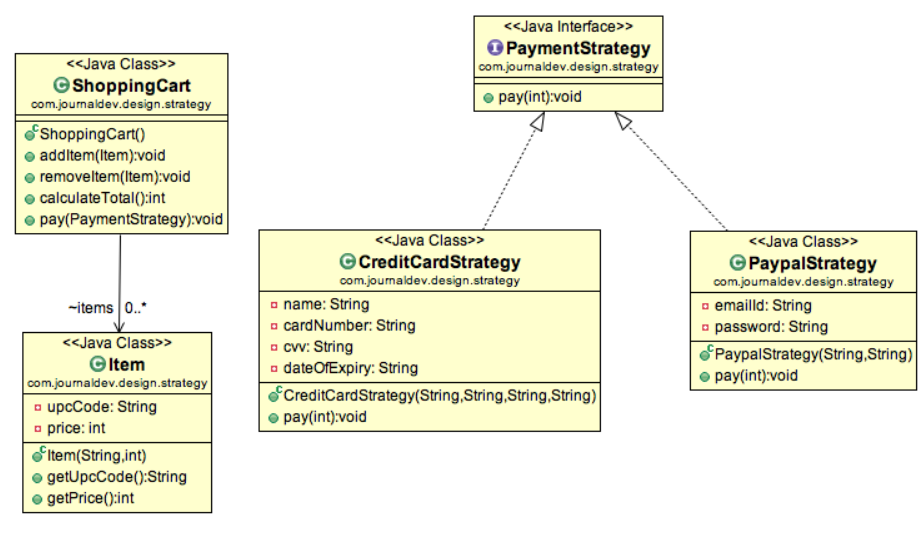 <<Java Class>>
ShoppingCart
com.journaldev.design.strategy
ShoppingCart()
addItem(Item):void
removeItem(Item):void
calculateTotal():int
pay(PaymentStrategy):void
~items 0..*
<<Java Class>>
Item
com.journaldev.design.strategy
upcCode: String
price: int
Item(String,int)
getUpcCode():String
getPrice():int
<<Java Interface>>
PaymentStrategy
com.journaldev.design.strategy
pay(int):void
<<Java Class>>
CreditCardStrategy
com.journaldev.design.strategy
name: String
cardNumber: String
cvv: String
dateOfExpiry: String
CreditCardStrategy(String,String,String,String)
pay(int):void
<<Java Class>>
PaypalStrategy
com.journaldev.design.strategy
emailId: String
password: String
PaypalStrategy(String,String)
pay(int):void